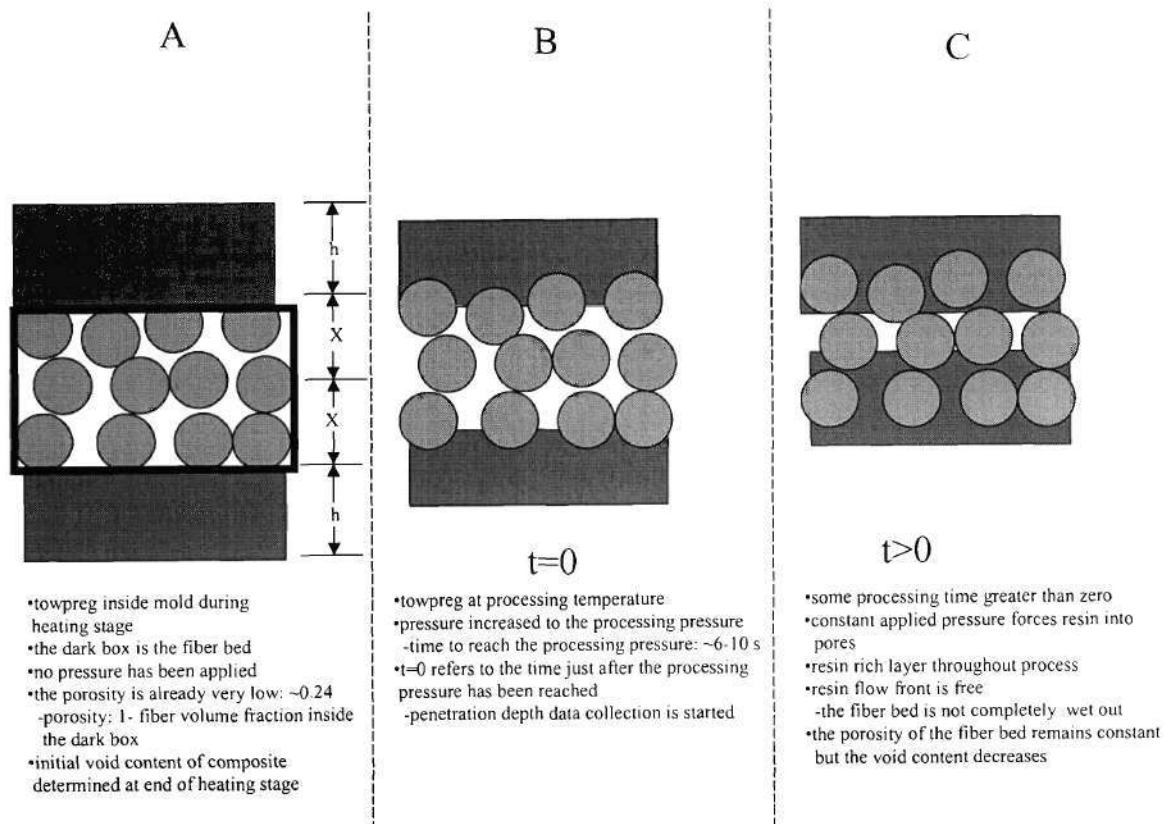 A
h
X
X
h
•towpreg inside mold during
heating stage
•the dark box is the fiber bed
•no pressure has been applied
•the porosity is already very low: ~0.24
-porosity: 1- fiber volume fraction inside
the dark box
•initial void content of composite
determined at end of heating stage
B
t=0
•towpreg at processing temperature
•pressure increased to the processing pressure
-time to reach the processing pressure: ~6-10 s
•t=0 refers to the time just after the processing
pressure has been reached
-penetration depth data collection is started
C
t>0
•some processing time greater than zero
•constant applied pressure forces resin into
pores
•resin rich layer throughout process
•resin flow front is free
-the fiber bed is not completely wet out
•the porosity of the fiber bed remains constant
but the void content decreases